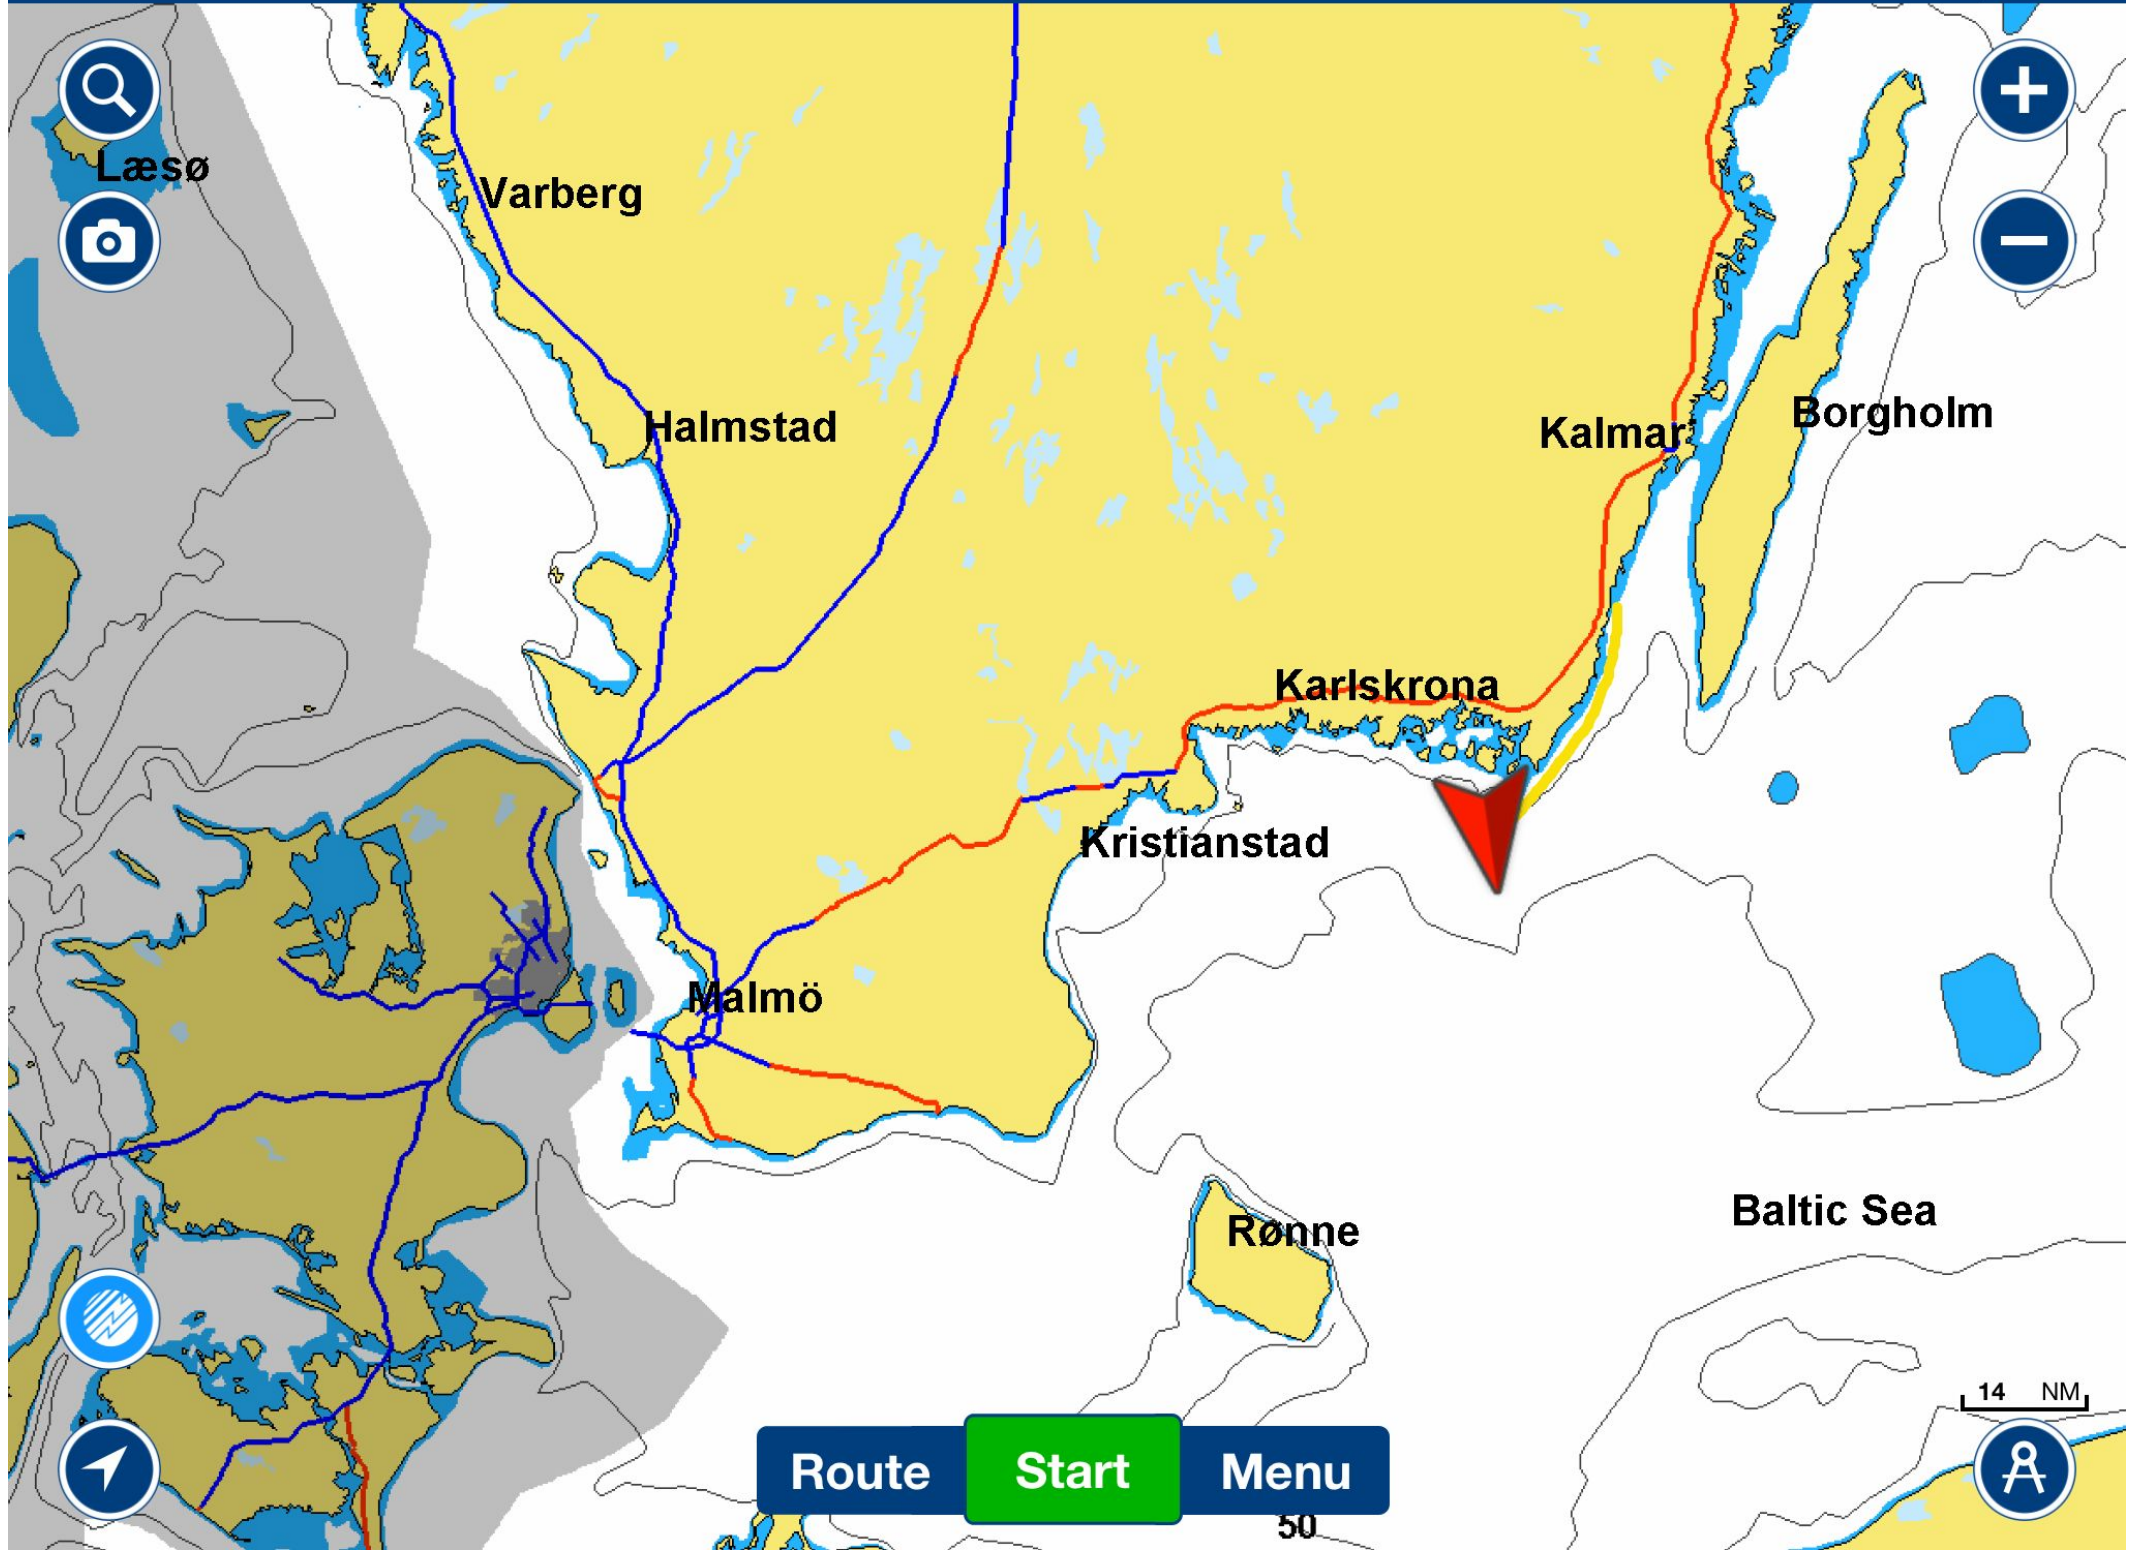 Læsø
Varberg
Halmstad
Kalmar
Borgholm
Karlskrona
Kristianstad
Malmö
Rønne
Baltic Sea
14 NM
Route
Start
Menu
50